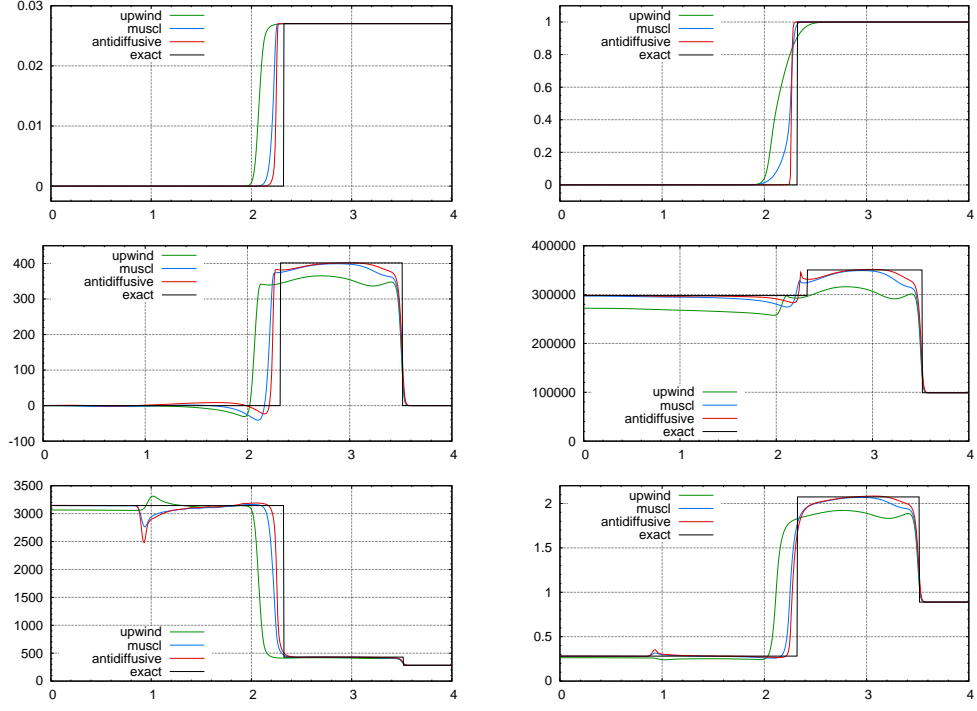 0.03
0.02
0.01
0
0 1 2 3 4
upwind
muscl
antidiffusive
exact
1
0.8
0.6
0.4
0.2
0
0 1 2 3 4
upwind
muscl
antidiffusive
exact
400
300
200
100
0
-100
0 1 2 3 4
upwind
muscl
antidiffusive
exact
400000
300000
200000
100000
0
0 1 2 3 4
upwind
muscl
antidiffusive
exact
3500
3000
2500
2000
1500
1000
500
0
0 1 2 3 4
upwind
muscl
antidiffusive
exact
2
1.5
1
0.5
0
0 1 2 3 4
upwind
muscl
antidiffusive
exact